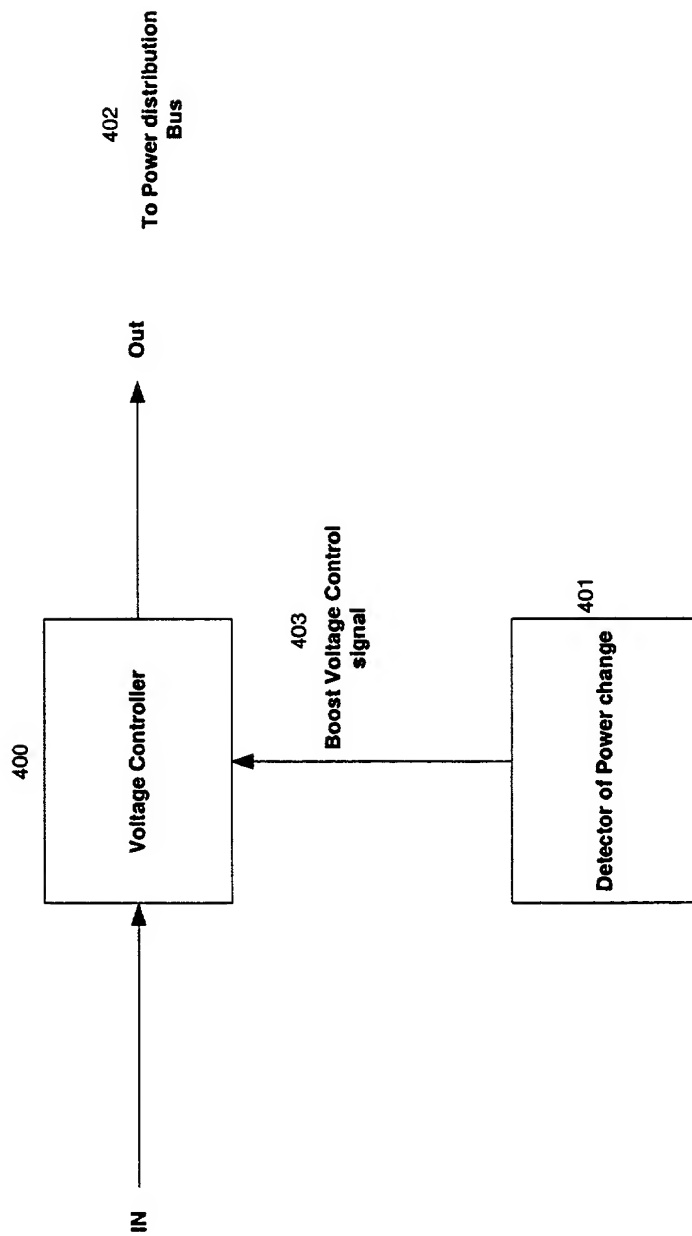 400
Voltage Controller
IN
Out
402
To Power distribution
Bus
403
Boost Voltage Control
signal
401
Detector of Power change